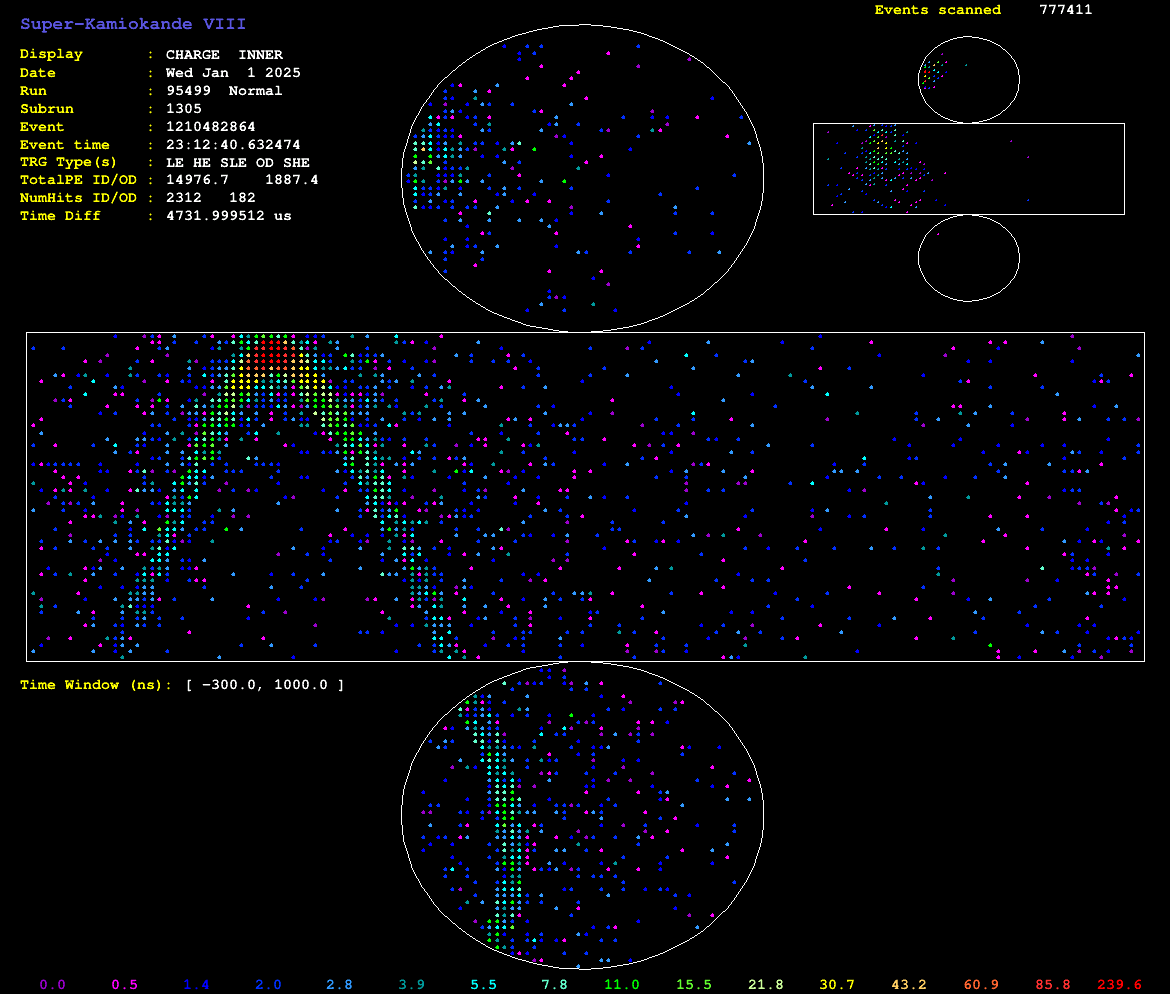 Super-Kamiokande VIII
Events scanned 777411
Display : CHARGE INNER
Date : Wed Jan 1 2025
Run : 95499 Normal
Subrun : 1305
Event : 1210482864
Event time : 23:12:40.632474
TRG Type(s) : LE HE SLE OD SHE
TotalPE ID/OD : 14976.7 1887.4
NumHits ID/OD : 2312 182
Time Diff : 4731.999512 us
Time Window (ns): [ −300.0, 1000.0 ]
0.0 0.5 1.4 2.0 2.8 3.9 5.5 7.8 11.0 15.5 21.8 30.7 43.2 60.9 85.8 239.6